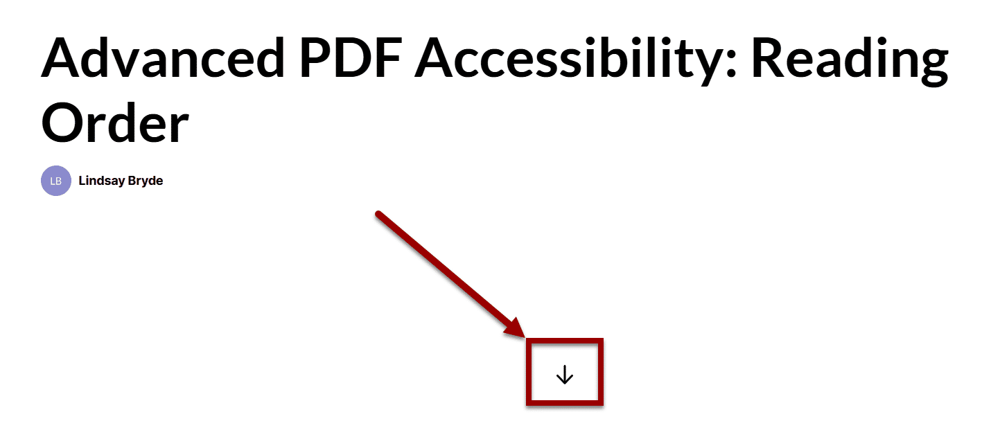 Advanced PDF Accessibility: Reading
Order
LB
Lindsay Bryde